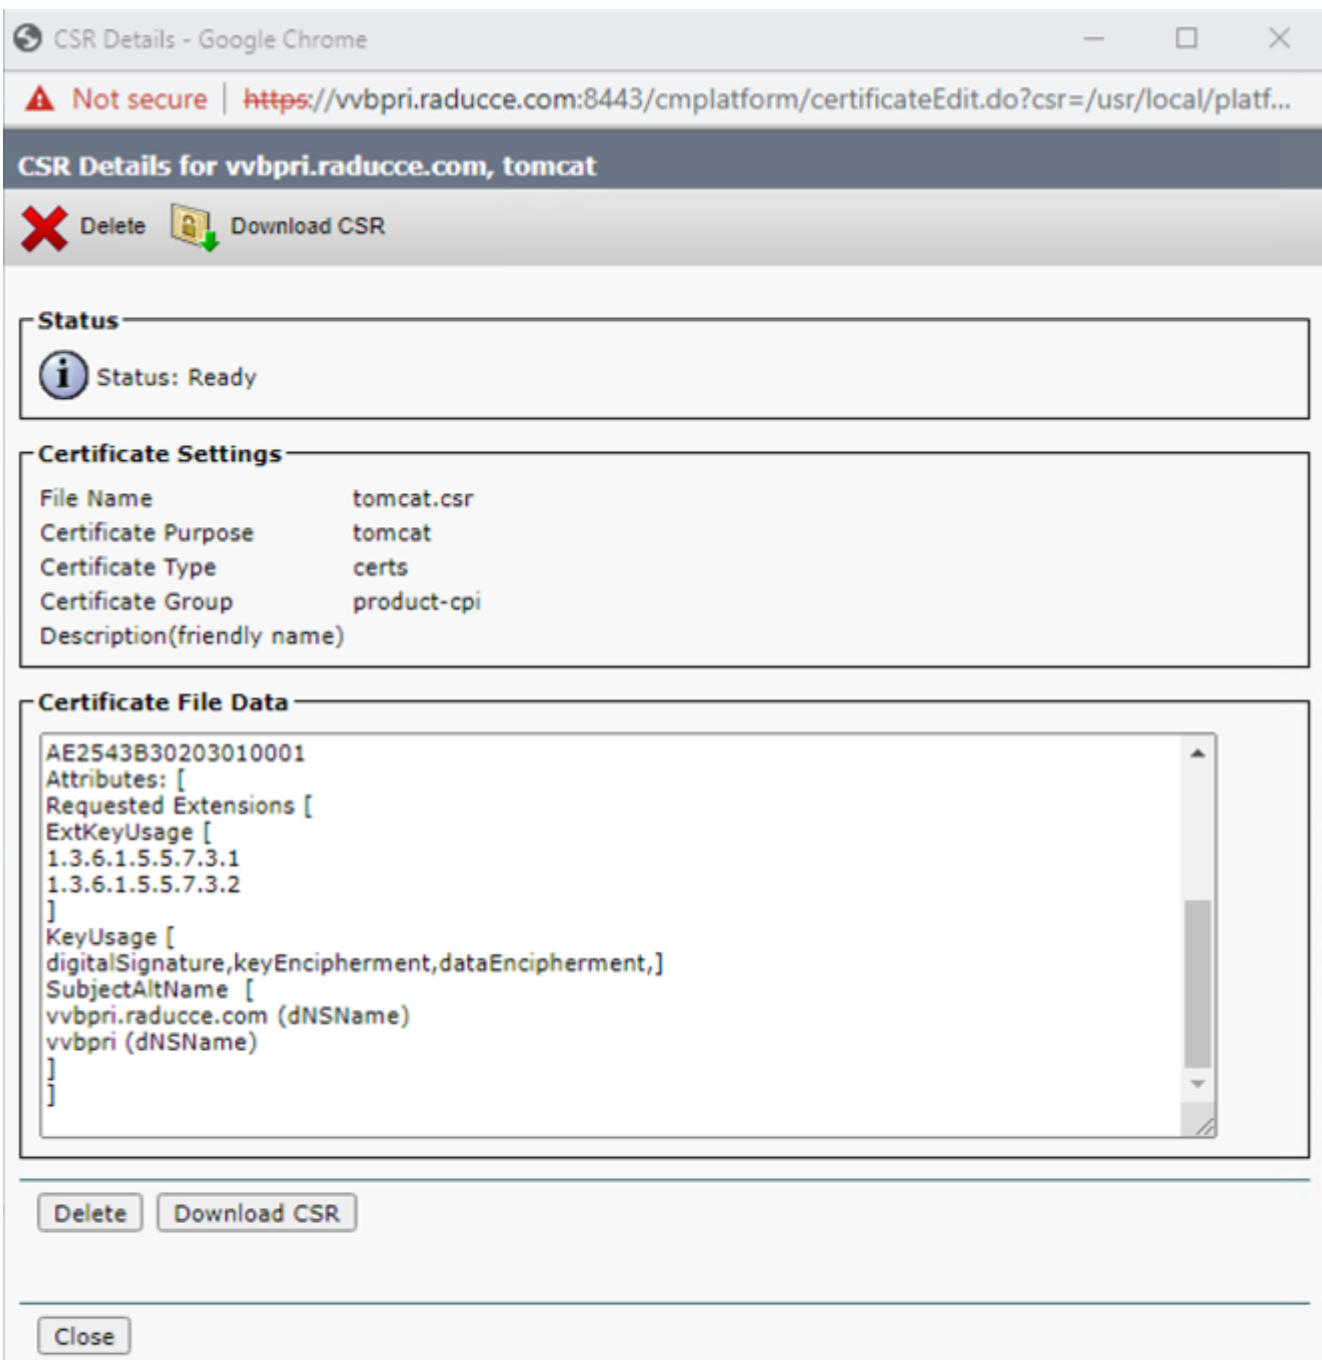 CSR Details - Google Chrome
Not secure | https://vvbpri.raducce.com:8443/cmplatform/certificateEdit.do?csr=/usr/local/platf...
CSR Details for vvbpri.raducce.com, tomcat
Delete Download CSR
Status
Status: Ready
Certificate Settings
File Name tomcat.csr
Certificate Purpose tomcat
Certificate Type certs
Certificate Group product-cpi
Description(friendly name)
Certificate File Data
AE2543B30203010001
Attributes: [
Requested Extensions [
ExtKeyUsage [
1.3.6.1.5.5.7.3.1
1.3.6.1.5.5.7.3.2
]
KeyUsage [
digitalSignature,keyEncipherment,dataEncipherment,]
SubjectAltName [
vvbpri.raducce.com (dNSName)
vvbpri (dNSName)
]
]
Delete Download CSR
Close